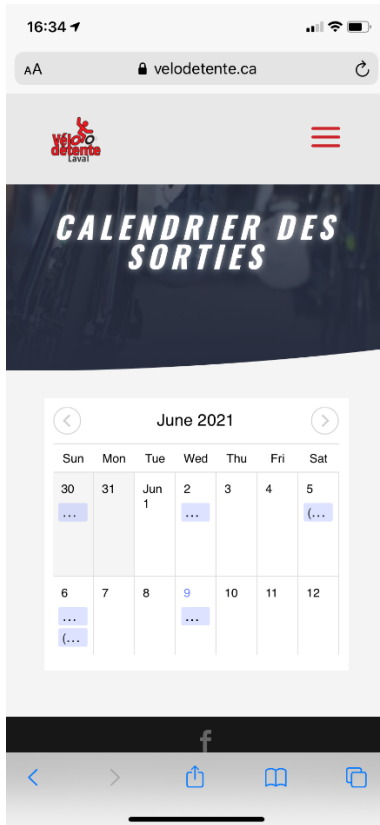 16:34
AA velodetente.ca
vélo
détente
Laval
CALENDRIER DES
SORTIES
June 2021
Sun Mon Tue Wed Thu Fri Sat
30 31 Jun 1 2 3 4 5
... ... (...
6 7 8 9 10 11 12
... ...
(...
f